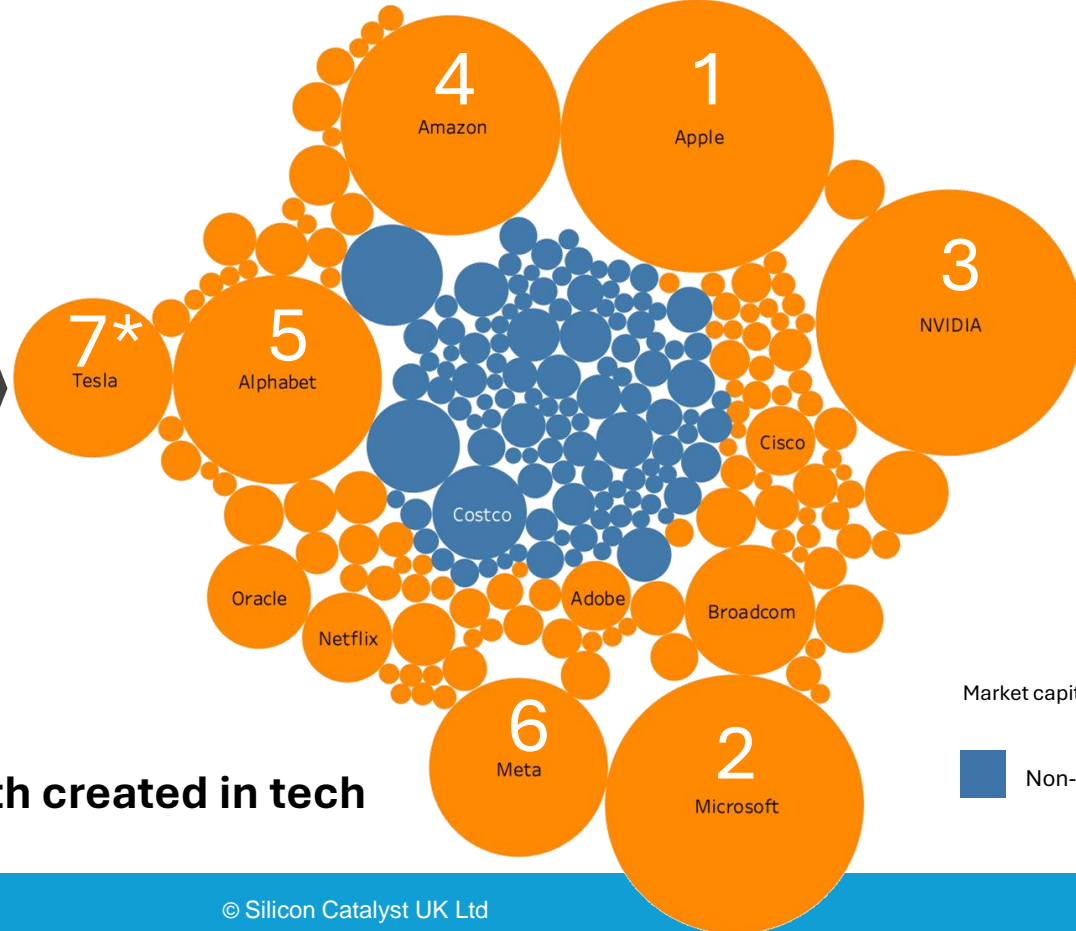 4
Amazon
1
Apple
3
NVIDIA
7*
Tesla
5
Alphabet
Cisco
Costco
Oracle
Adobe
Broadcom
Netflix
Market capit
6
Meta
2
Microsoft
Non-
th created in tech
© Silicon Catalyst UK Ltd